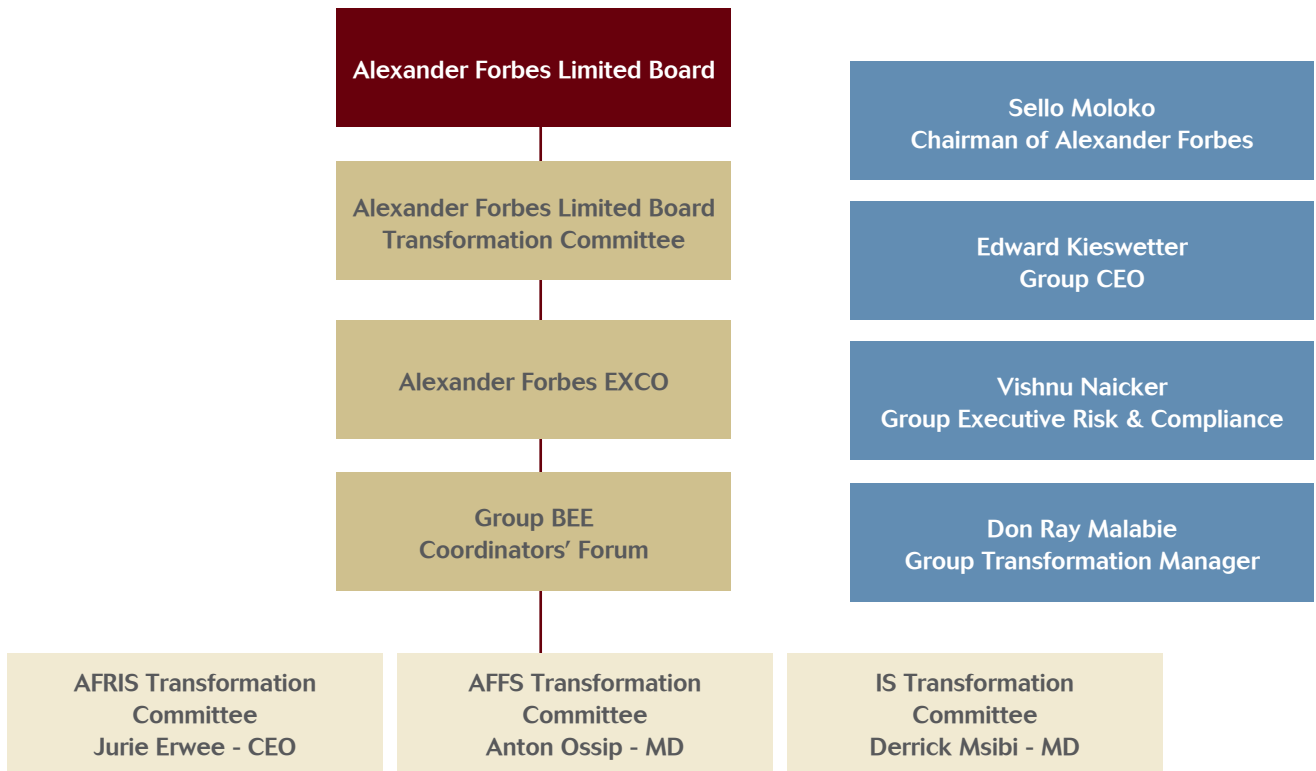 Alexander Forbes Limited Board
Alexander Forbes Limited Board
Transformation Committee
Alexander Forbes EXCO
Group BEE
Coordinators’ Forum
Sello Moloko
Chairman of Alexander Forbes
Edward Kieswetter
Group CEO
Vishnu Naicker
Group Executive Risk & Compliance
Don Ray Malabie
Group Transformation Manager
AFRIS Transformation
Committee
Jurie Erwee - CEO
AFFS Transformation
Committee
Anton Ossip - MD
IS Transformation
Committee
Derrick Msibi - MD